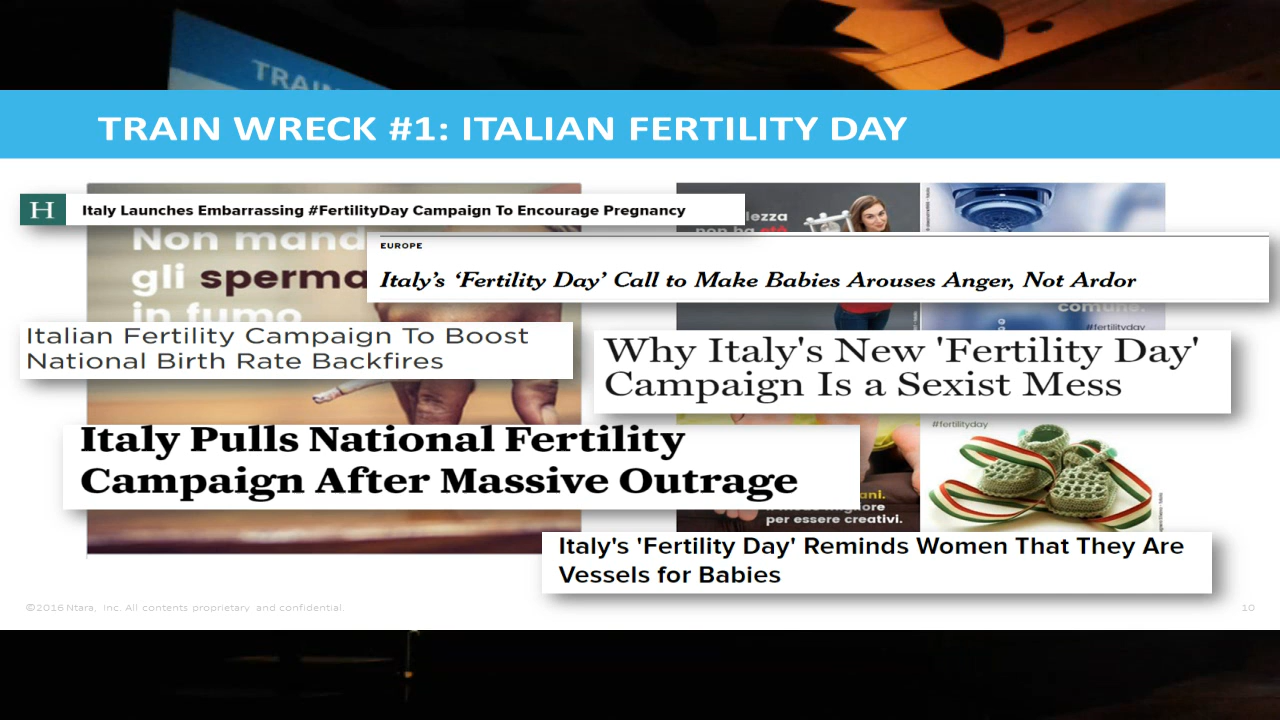 TRAIN
TRAIN WRECK #1: ITALIAN FERTILITY DAY
H
Italy Launches Embarrassing #FertilityDay Campaign To Encourage Pregnancy
Non mand
gli sperma
in fumo
EUROPE
Italy's 'Fertility Day' Call to Make Babies Arouses Anger, Not Ardor
comune.
#fertilityday
Italian Fertility Campaign To Boost
National Birth Rate Backfires
Why Italy's New 'Fertility Day'
Campaign Is a Sexist Mess
#fertilityday
Italy Pulls National Fertility
Campaign After Massive Outrage
per essere creativi.
Italy's 'Fertility Day' Reminds Women That They Are
Vessels for Babies
©2016 Ntara, Inc. All contents proprietary and confidential.
10